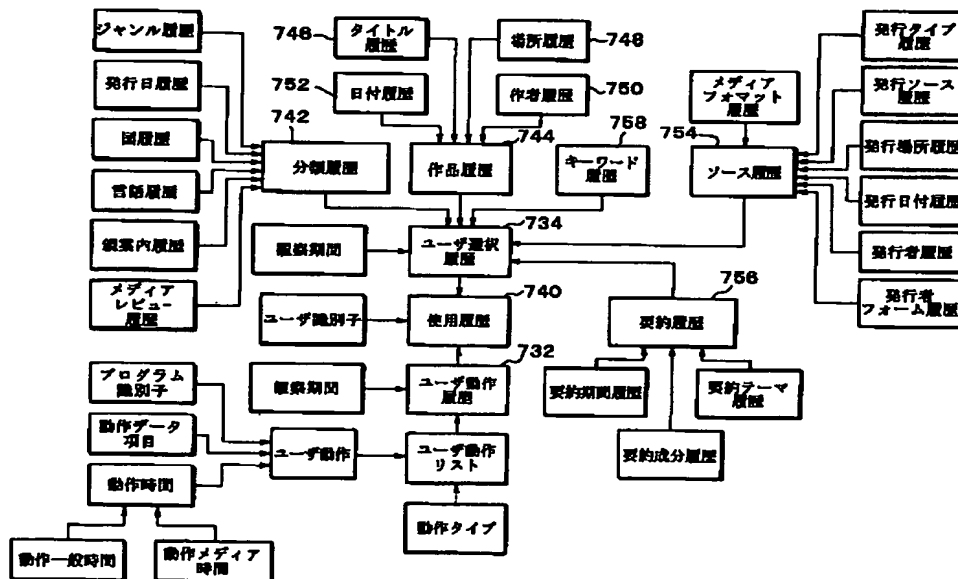 ジャンル履歴
746
タイトル
履歴
場所履歴
748
発行タイプ
履歴
発行日履歴
752
日付履歴
作者履歴
750
メディア
フォマット
履歴
発行ソース
履歴
742
744
758
754
国履歴
分類履歴
作品履歴
キーワード
履歴
ソース履歴
発行場所履歴
言語履歴
発行日付履歴
734
網案内履歴
観察期間
ユーザ選択
履歴
発行者履歴
メディア
レビュー
履歴
740
756
発行者
フォーム履歴
ユーザ識別子
使用履歴
要約履歴
732
プログラム
識別子
観察期間
ユーザ動作
履歴
要約期間履歴
要約テーマ
履歴
動作データ
項目
ユーザ動作
ユーザ動作
リスト
要約成分履歴
動作時間
動作タイプ
動作一般時間
動作メディア
時間